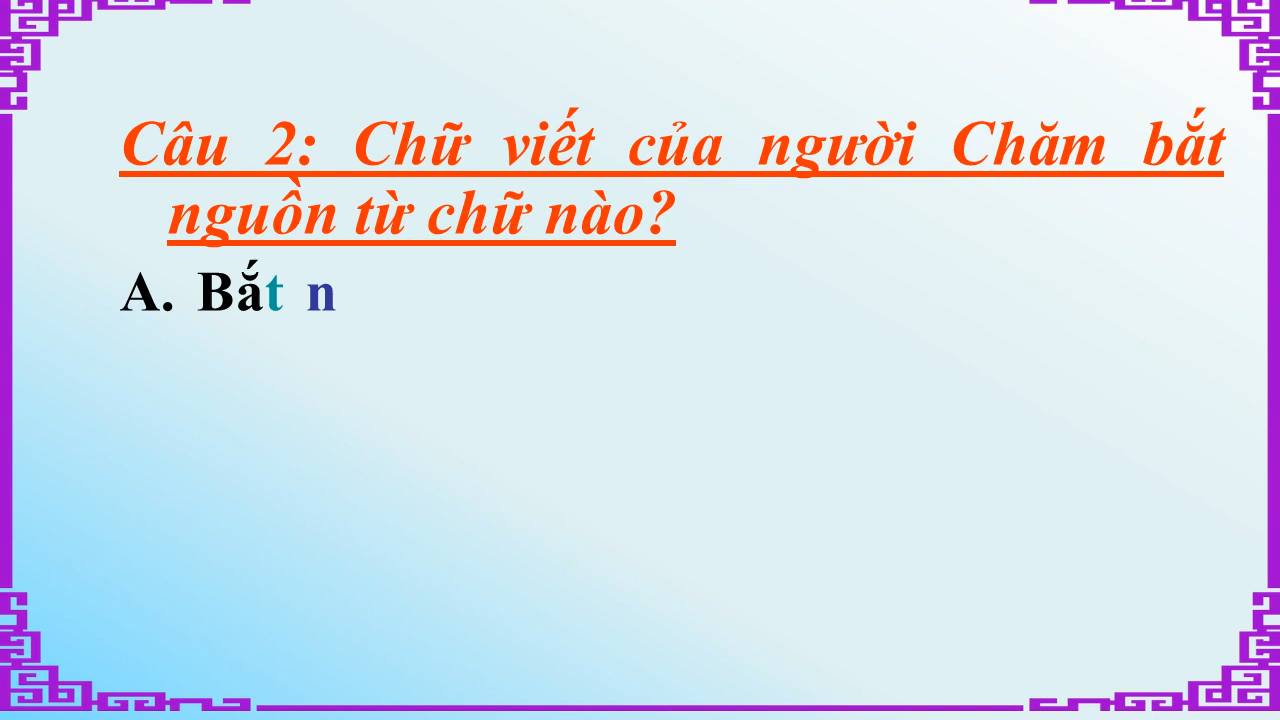 Câu 2: Chữ viết của người Chăm bắt
nguồn từ chữ nào?
A. Bắt n